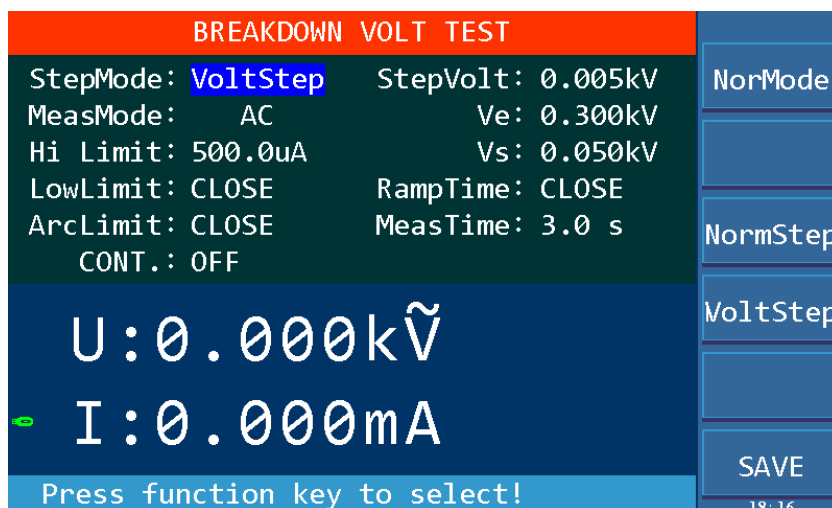 BREAKDOWN VOLT TEST
StepMode: VoltStep StepVolt: 0.005kV
MeasMode: AC Ve: 0.300kV
Hi Limit: 500.0uA Vs: 0.050kV
LowLimit: CLOSE RampTime: CLOSE
ArcLimit: CLOSE MeasTime: 3.0 s
CONT.: OFF
U:0.000kṼ
I:0.000mA
Press function key to select!
NorMode
NormStep
VoltStep
SAVE
18:16